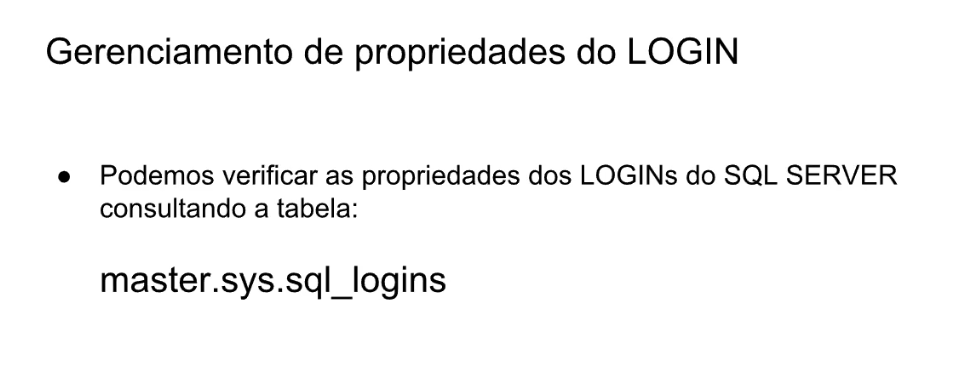 Gerenciamento de propriedades do LOGIN
● Podemos verificar as propriedades dos LOGINs do SQL SERVER
consultando a tabela:
master.sys.sql_logins